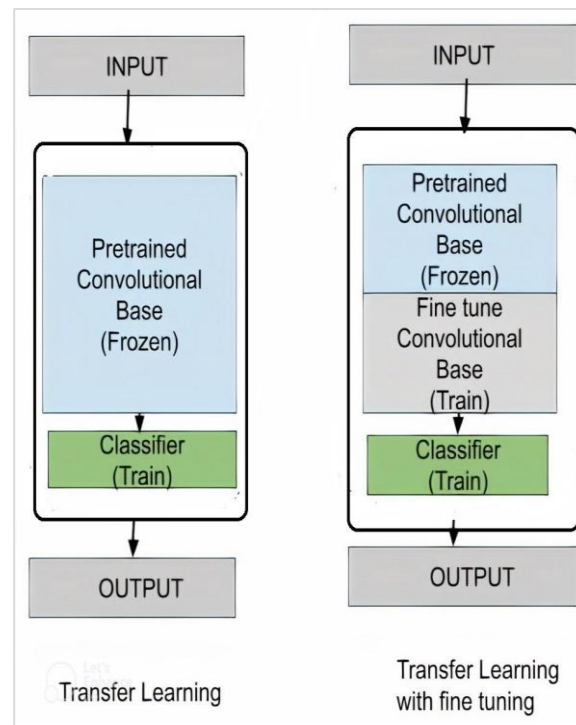 INPUT
Pretrained
Convolutional
Base
(Frozen)
Classifier
(Train)
OUTPUT
Transfer Learning
INPUT
Pretrained
Convolutional
Base
(Frozen)
Fine tune
Convolutional
Base
(Train)
Classifier
(Train)
OUTPUT
Transfer Learning
with fine tuning